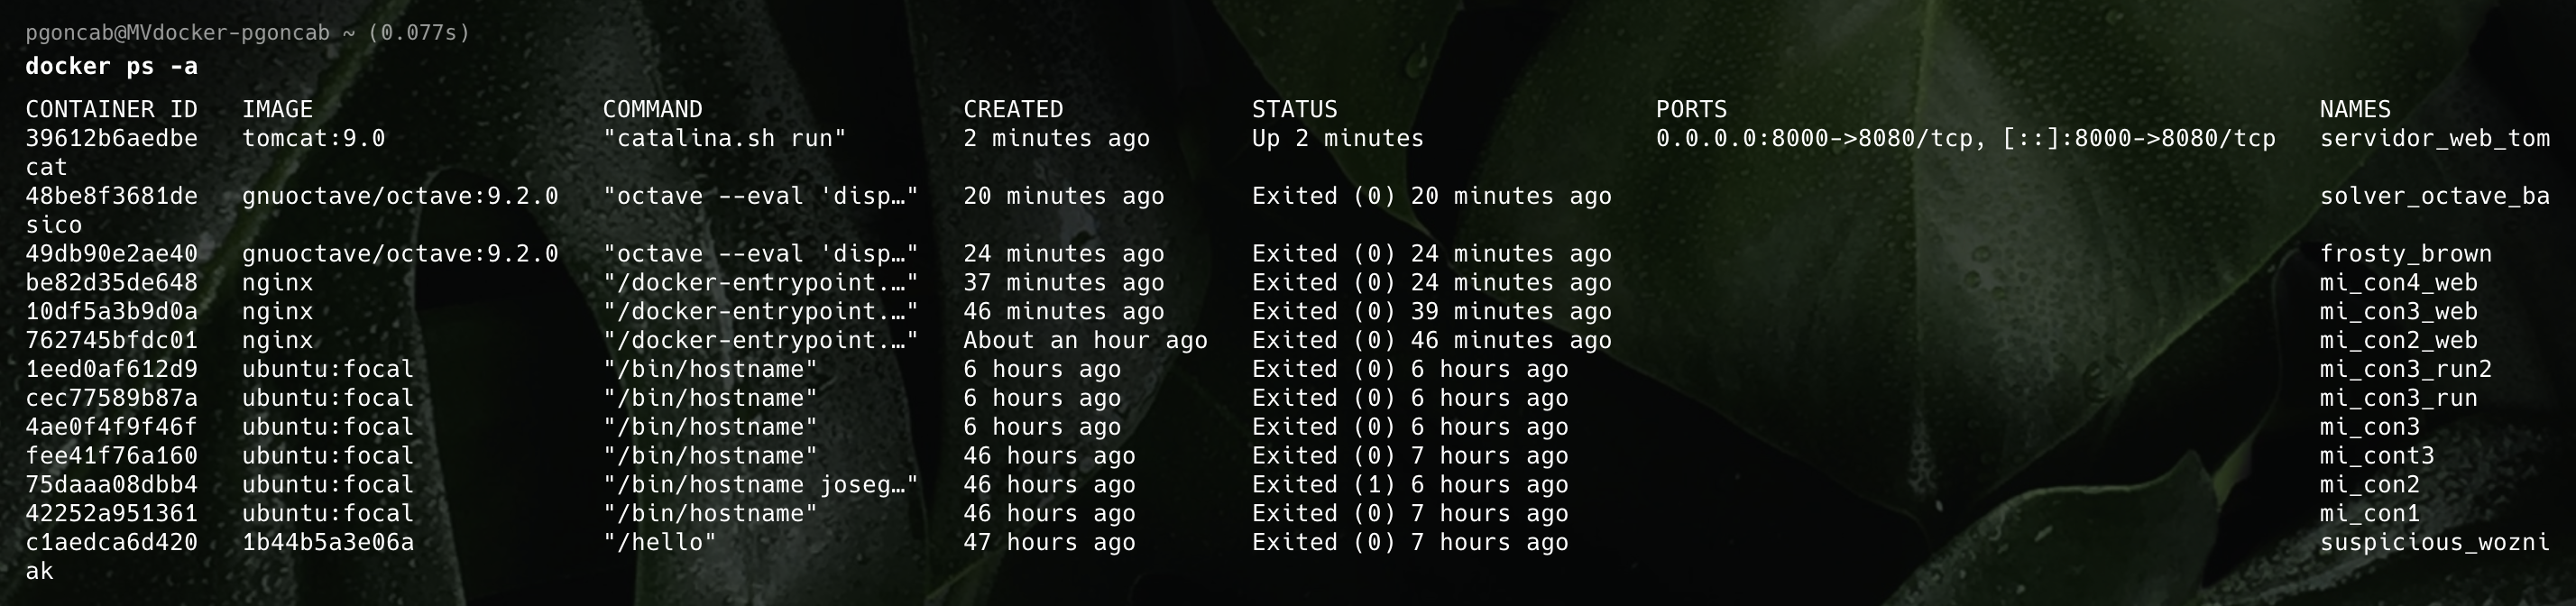 pgoncab@MVdocker-pgoncab ~ (0.077s)
docker ps -a
CONTAINER ID   IMAGE                    COMMAND                  CREATED             STATUS                      PORTS                                         NAMES
39612b6aedbe   tomcat:9.0               "catalina.sh run"        2 minutes ago       Up 2 minutes                0.0.0.0:8000->8080/tcp, [::]:8000->8080/tcp   servidor_web_tom
cat
48be8f3681de   gnuoctave/octave:9.2.0   "octave --eval 'disp…"   20 minutes ago      Exited (0) 20 minutes ago                                                 solver_octave_ba
sico
49db90e2ae40   gnuoctave/octave:9.2.0   "octave --eval 'disp…"   24 minutes ago      Exited (0) 24 minutes ago                                                 frosty_brown
be82d35de648   nginx                    "/docker-entrypoint.…"   37 minutes ago      Exited (0) 24 minutes ago                                                 mi_con4_web
10df5a3b9d0a   nginx                    "/docker-entrypoint.…"   46 minutes ago      Exited (0) 39 minutes ago                                                 mi_con3_web
762745bfdc01   nginx                    "/docker-entrypoint.…"   About an hour ago   Exited (0) 46 minutes ago                                                 mi_con2_web
1eed0af612d9   ubuntu:focal             "/bin/hostname"          6 hours ago         Exited (0) 6 hours ago                                                    mi_con3_run2
cec77589b87a   ubuntu:focal             "/bin/hostname"          6 hours ago         Exited (0) 6 hours ago                                                    mi_con3_run
4ae0f4f9f46f   ubuntu:focal             "/bin/hostname"          6 hours ago         Exited (0) 6 hours ago                                                    mi_con3
fee41f76a160   ubuntu:focal             "/bin/hostname"          46 hours ago        Exited (0) 7 hours ago                                                    mi_cont3
75daaa08dbb4   ubuntu:focal             "/bin/hostname joseg…"   46 hours ago        Exited (1) 6 hours ago                                                    mi_con2
42252a951361   ubuntu:focal             "/bin/hostname"          46 hours ago        Exited (0) 7 hours ago                                                    mi_con1
c1aedca6d420   1b44b5a3e06a             "/hello"                 47 hours ago        Exited (0) 7 hours ago                                                    suspicious_wozni
ak